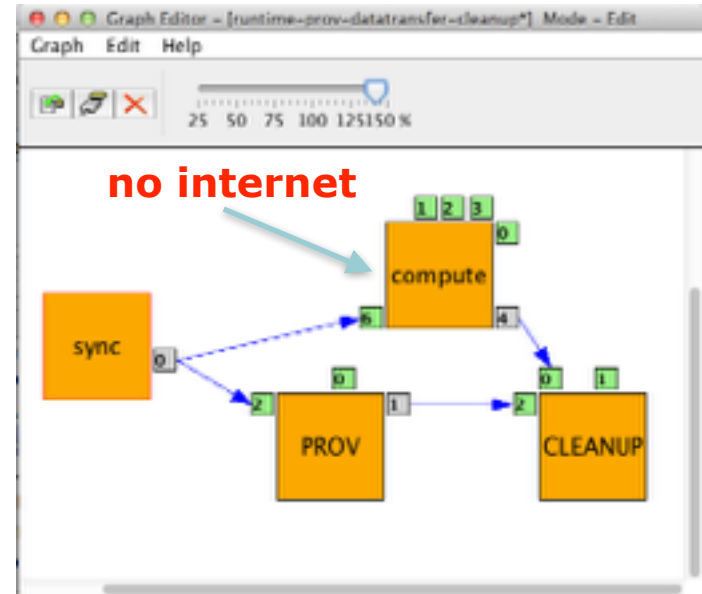 Graph Editor – [runtime-prov-datatransfer-cleanup*] Mode – Edit
Graph Edit Help
25 50 75 100 125150 %
no internet
1 2 3
0
compute
6 4
sync
0
0 0 1
2 1 2
PROV CLEANUP